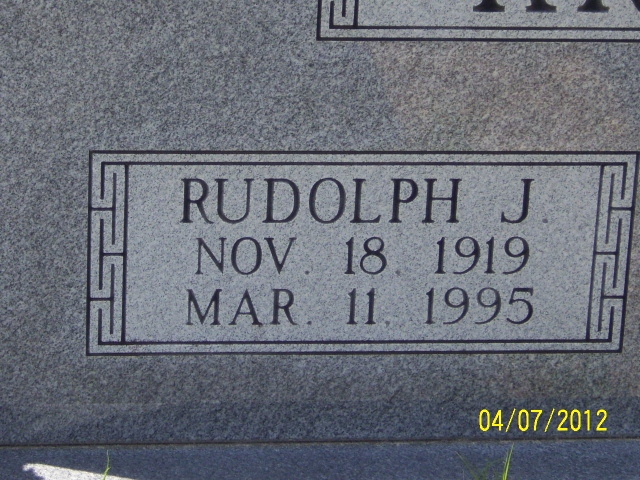 RUDOLPH J.
NOV. 18. 1919
MAR. 11. 1995
04/07/2012